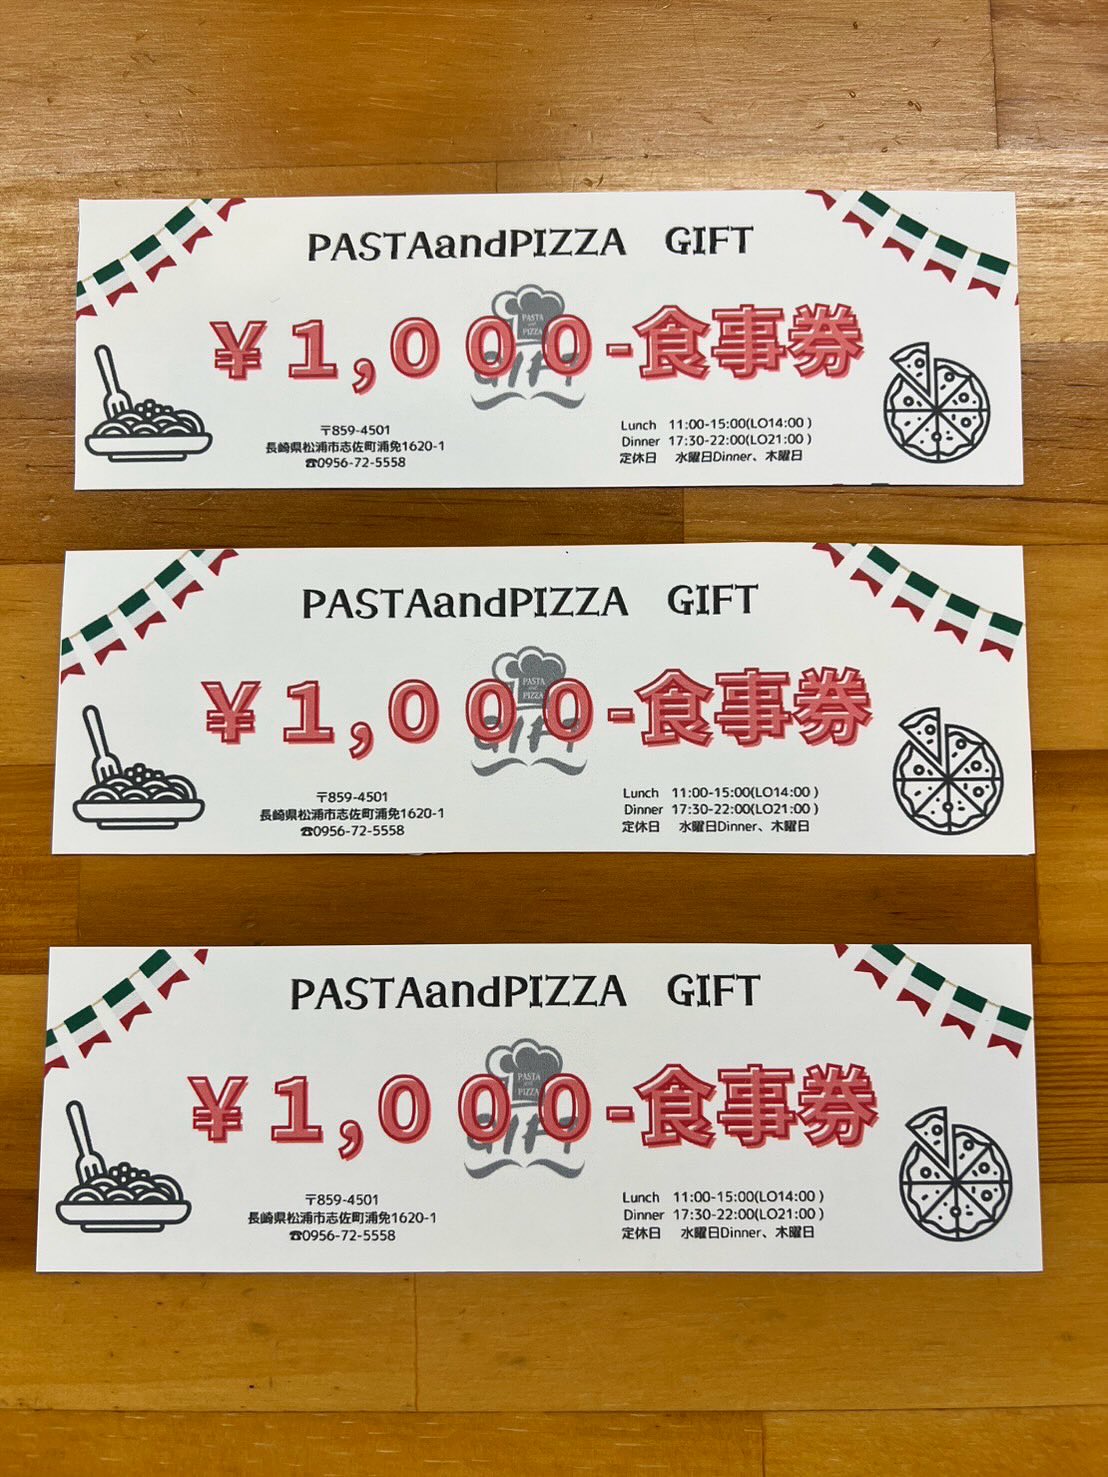 PASTAandPIZZA GIFT
PASTA
and
PIZZA
GIFT
¥1,000-食事券
〒859-4501
長崎県松浦市志佐町浦免1620-1
☎0956-72-5558
Lunch 11:00-15:00(LO14:00 )
Dinner 17:30-22:00(LO21:00 )
定休日 水曜日Dinner、木曜日
PASTAandPIZZA GIFT
PASTA
and
PIZZA
GIFT
¥1,000-食事券
〒859-4501
長崎県松浦市志佐町浦免1620-1
☎0956-72-5558
Lunch 11:00-15:00(LO14:00 )
Dinner 17:30-22:00(LO21:00 )
定休日 水曜日Dinner、木曜日
PASTAandPIZZA GIFT
PASTA
and
PIZZA
GIFT
¥1,000-食事券
〒859-4501
長崎県松浦市志佐町浦免1620-1
☎0956-72-5558
Lunch 11:00-15:00(LO14:00 )
Dinner 17:30-22:00(LO21:00 )
定休日 水曜日Dinner、木曜日